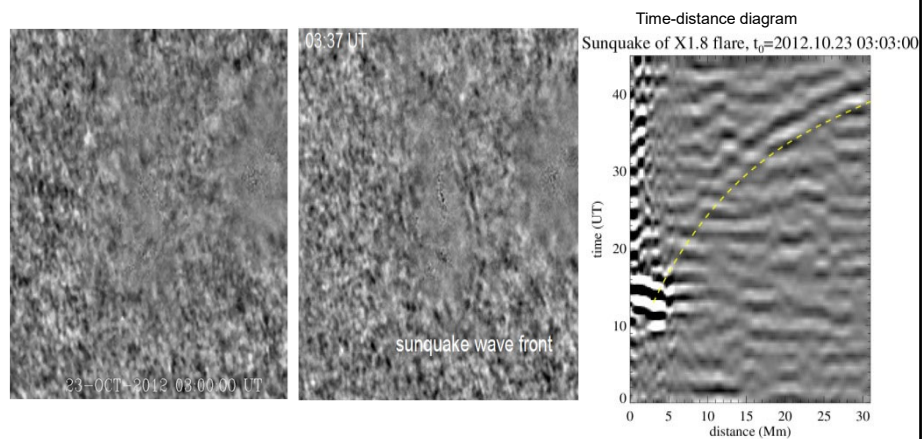 23-OCT-2012 03:00:00 UT
03:37 UT
sunquake wave front
Time-distance diagram
Sunquake of X1.8 flare, t₀=2012.10.23 03:03:00
time (UT)
40
30
20
10
0
0 5 10 15 20 25 30
distance (Mm)